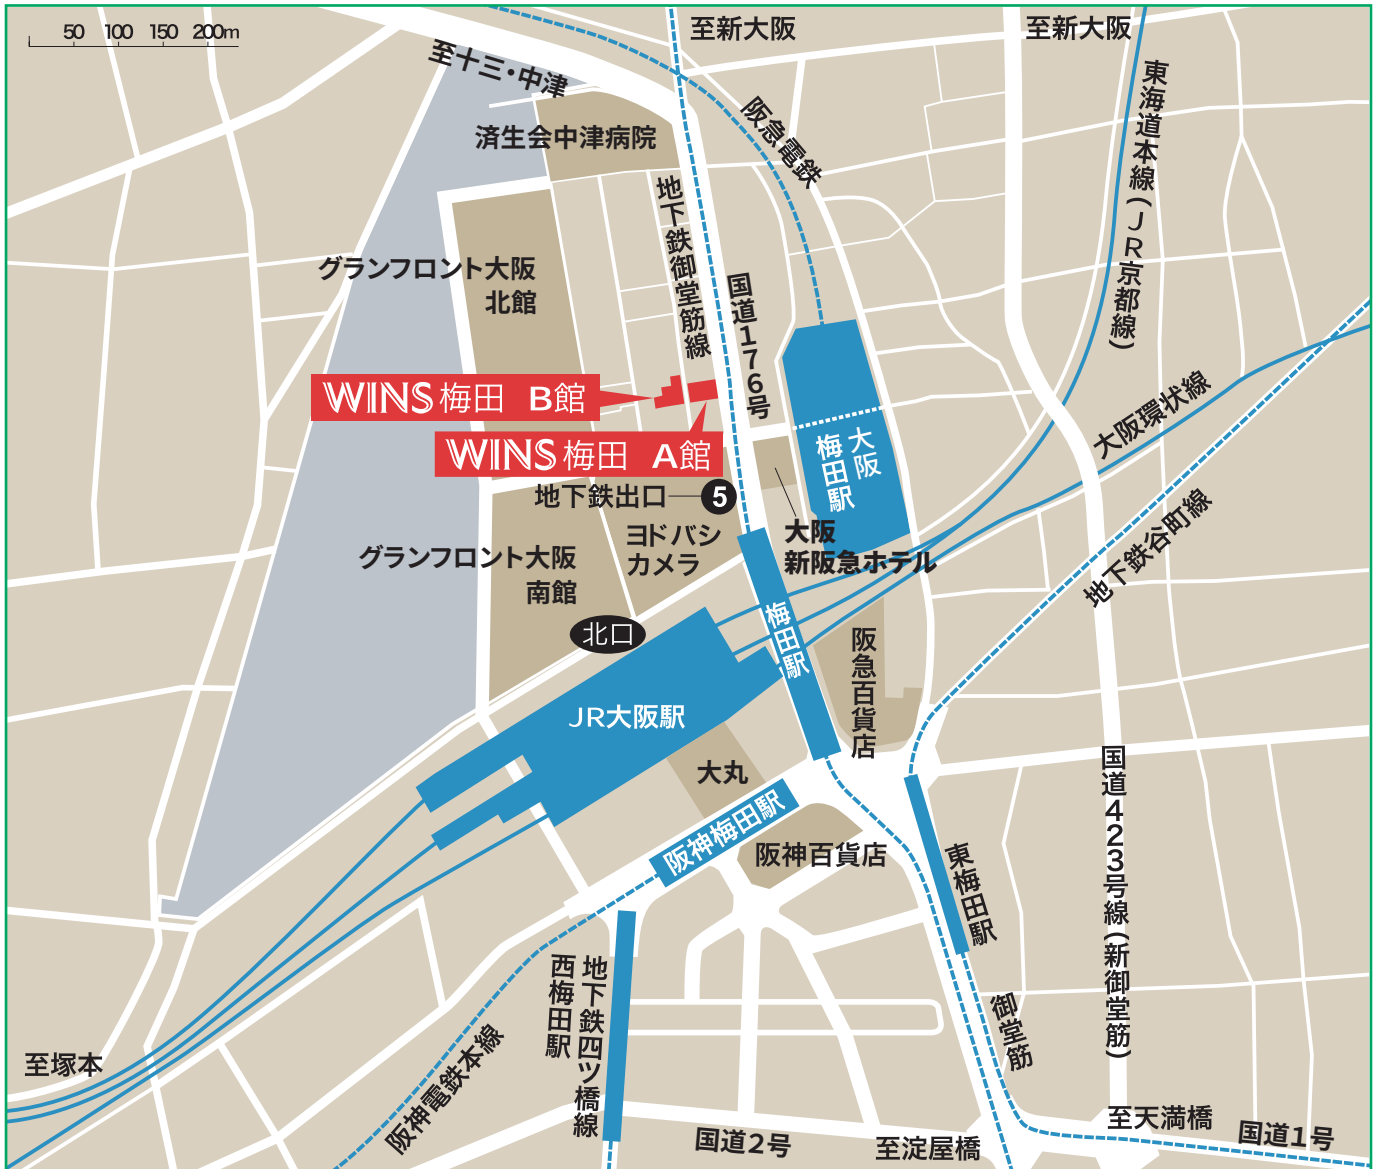 50 100 150 200m
至新大阪
至新大阪
至十三・中津
済生会中津病院
阪急電鉄
東海道本線(JR京都線)
地下鉄御堂筋線
国道176号
グランフロント大阪
北館
WINS 梅田 B館
WINS 梅田 A館
大阪
梅田駅
大阪環状線
地下鉄出口
5
ヨドバシ
カメラ
大阪
新阪急ホテル
地下鉄谷町線
グランフロント大阪
南館
北口
梅田駅
阪急百貨店
JR大阪駅
大丸
阪神梅田駅
阪神百貨店
東梅田駅
国道423号線(新御堂筋)
御堂筋
地下鉄四ツ橋線
西梅田駅
阪神電鉄本線
至塚本
国道2号
至淀屋橋
至天満橋
国道1号